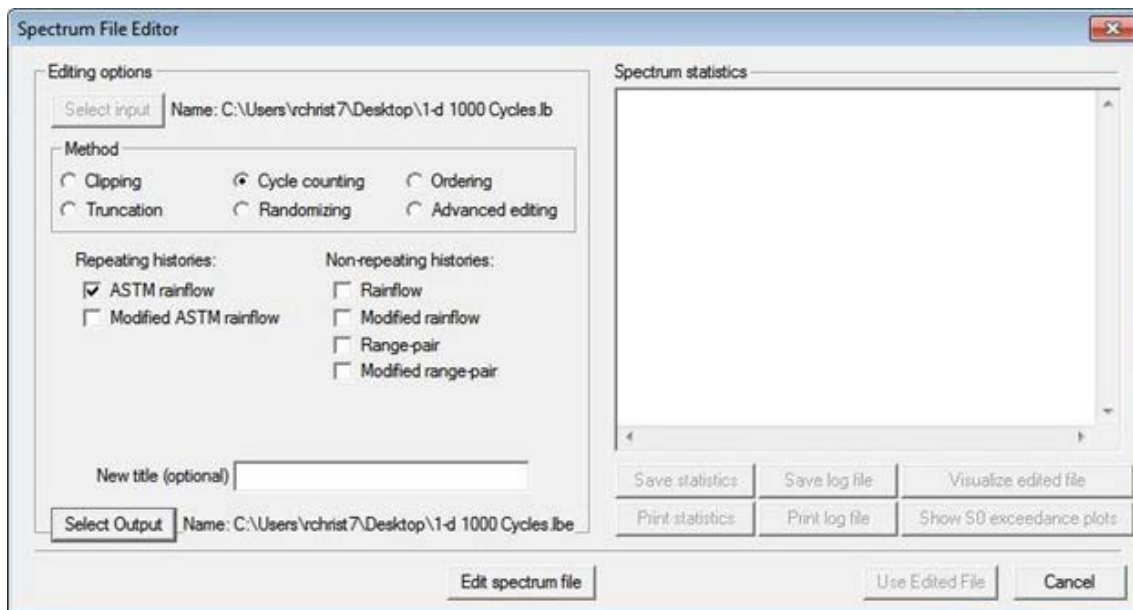 Spectrum File Editor
Editing options
Select input Name: C:\Users\rchrist7\Desktop\1-d 1000 Cycles.lb
Method
Clipping Cycle counting Ordering
Truncation Randomizing Advanced editing
Repeating histories: Non-repeating histories:
ASTM rainflow Rainflow
Modified ASTM rainflow Modified rainflow
Range-pair
Modified range-pair
New title (optional)
Select Output Name: C:\Users\rchrist7\Desktop\1-d 1000 Cycles.lbe
Spectrum statistics
Save statistics Save log file Visualize edited file
Print statistics Print log file Show S0 exceedance plots
Edit spectrum file Use Edited File Cancel